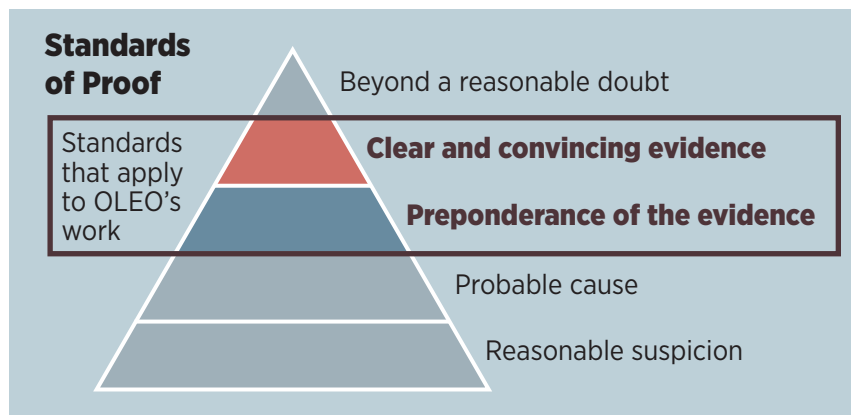 Standards
of Proof
Beyond a reasonable doubt
Standards
that apply
to OLEO’s
work
Clear and convincing evidence
Preponderance of the evidence
Probable cause
Reasonable suspicion